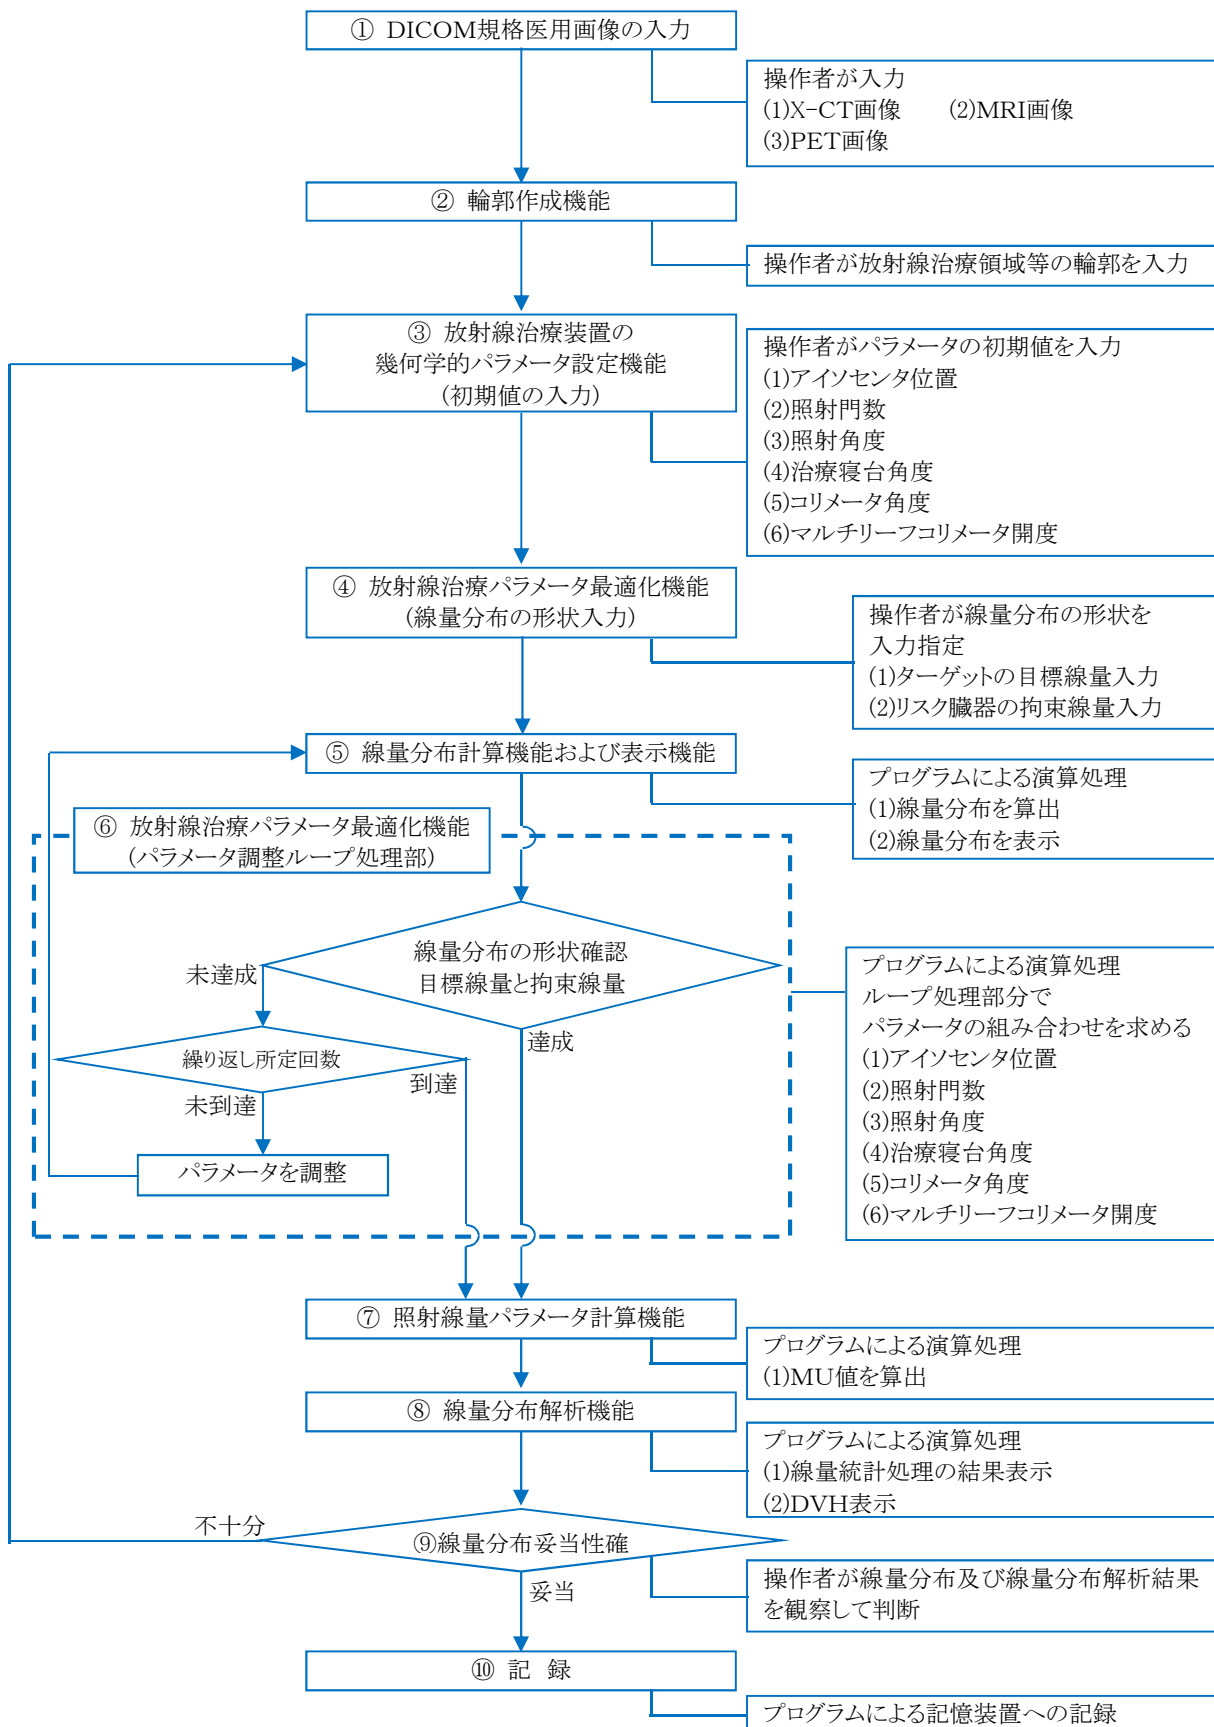 ① DICOM規格医用画像の入力
操作者が入力
(1)X-CT画像 (2)MRI画像
(3)PET画像
② 輪郭作成機能
操作者が放射線治療領域等の輪郭を入力
③ 放射線治療装置の
幾何学的パラメータ設定機能
(初期値の入力)
操作者がパラメータの初期値を入力
(1)アイソセンタ位置
(2)照射門数
(3)照射角度
(4)治療寝台角度
(5)コリメータ角度
(6)マルチリーフコリメータ開度
④ 放射線治療パラメータ最適化機能
(線量分布の形状入力)
操作者が線量分布の形状を
入力指定
(1)ターゲットの目標線量入力
(2)リスク臓器の拘束線量入力
⑤ 線量分布計算機能および表示機能
プログラムによる演算処理
(1)線量分布を算出
(2)線量分布を表示
⑥ 放射線治療パラメータ最適化機能
(パラメータ調整ループ処理部)
線量分布の形状確認
目標線量と拘束線量
未達成
達成
繰り返し所定回数
到達
未到達
パラメータを調整
プログラムによる演算処理
ループ処理部分で
パラメータの組み合わせを求める
(1)アイソセンタ位置
(2)照射門数
(3)照射角度
(4)治療寝台角度
(5)コリメータ角度
(6)マルチリーフコリメータ開度
⑦ 照射線量パラメータ計算機能
プログラムによる演算処理
(1)MU値を算出
⑧ 線量分布解析機能
プログラムによる演算処理
(1)線量統計処理の結果表示
(2)DVH表示
不十分
⑨線量分布妥当性確
妥当
操作者が線量分布及び線量分布解析結果
を観察して判断
⑩ 記 録
プログラムによる記憶装置への記録